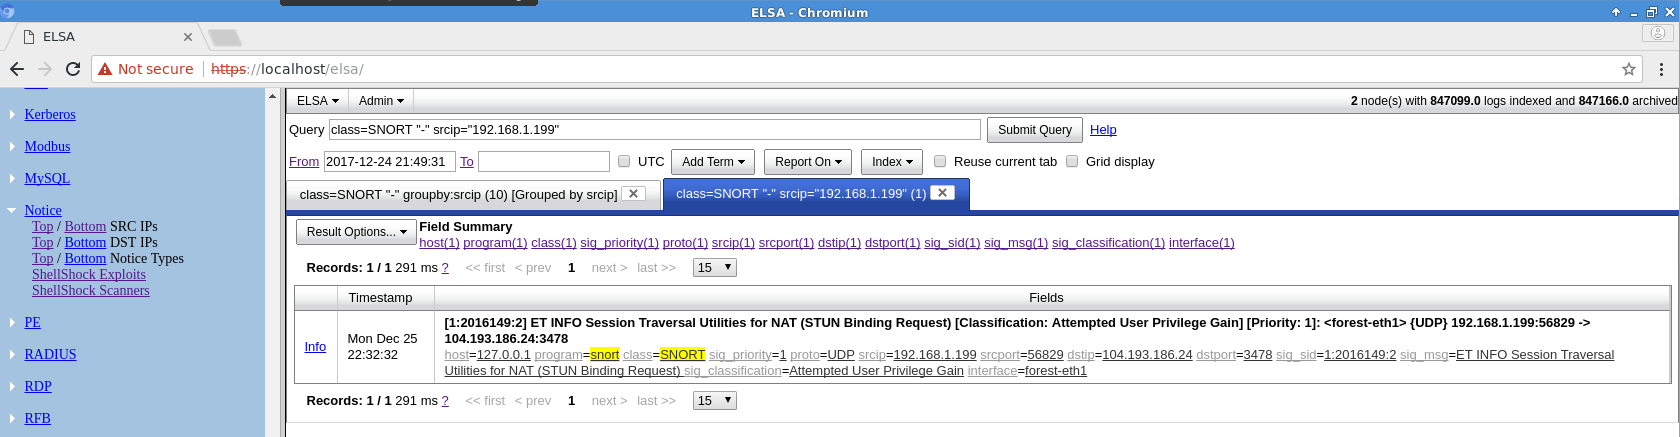 ELSA - Chromium
ELSA
Not secure https://localhost/elsa/
Kerberos
Modbus
MySQL
Notice
Top / Bottom SRC IPs
Top / Bottom DST IPs
Top / Bottom Notice Types
ShellShock Exploits
ShellShock Scanners
PE
RADIUS
RDP
RFB
ELSA Admin 2 node(s) with 847099.0 logs indexed and 847166.0 archived
Query class=SNORT "-" srcip="192.168.1.199" Submit Query Help
From 2017-12-24 21:49:31 To UTC Add Term Report On Index Reuse current tab Grid display
class=SNORT "-" groupby:srcip (10) [Grouped by srcip] class=SNORT "-" srcip="192.168.1.199" (1)
Result Options... Field Summary
host(1) program(1) class(1) sig_priority(1) proto(1) srcip(1) srcport(1) dstip(1) dstport(1) sig_sid(1) sig_msg(1) sig_classification(1) interface(1)
Records: 1 / 1 291 ms ? << first < prev 1 next > last >> 15
Timestamp Fields
Info Mon Dec 25 22:32:32
[1:2016149:2] ET INFO Session Traversal Utilities for NAT (STUN Binding Request) [Classification: Attempted User Privilege Gain] [Priority: 1]: <forest-eth1> {UDP} 192.168.1.199:56829 ->
104.193.186.24:3478
host=127.0.0.1 program=snort class=SNORT sig_priority=1 proto=UDP srcip=192.168.1.199 srcport=56829 dstip=104.193.186.24 dstport=3478 sig_sid=1:2016149:2 sig_msg=ET INFO Session Traversal
Utilities for NAT (STUN Binding Request) sig_classification=Attempted User Privilege Gain interface=forest-eth1
Records: 1 / 1 291 ms ? << first < prev 1 next > last >> 15